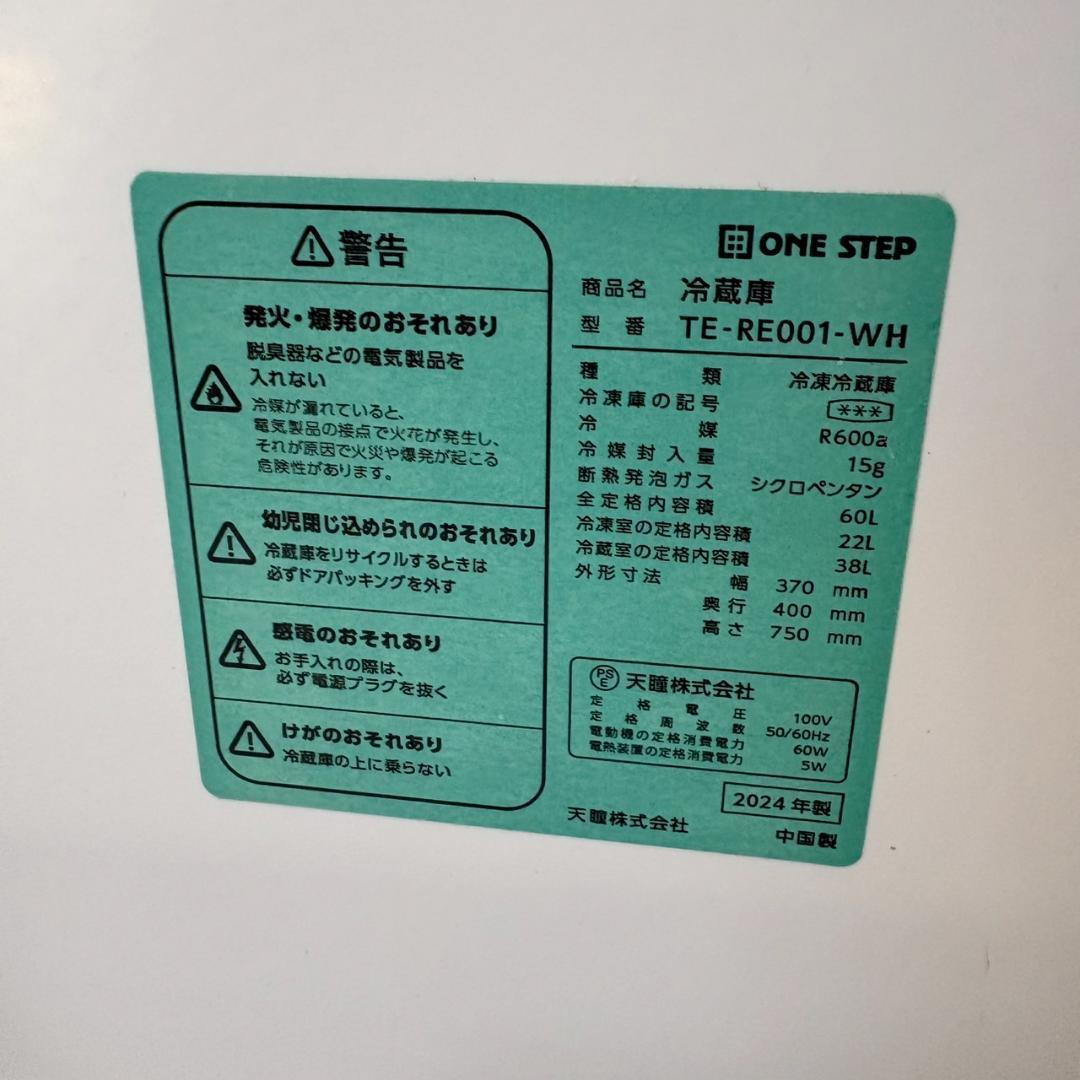 警告
発火・爆発のおそれあり
脱臭器などの電気製品を
入れない
冷媒が漏れていると、
電気製品の接点で火花が発生し、
それが原因で火災や爆発が起こる
危険性があります。
幼児閉じ込められのおそれあり
冷蔵庫をリサイクルするときは
必ずドアパッキングを外す
感電のおそれあり
お手入れの際は、
必ず電源プラグを抜く
けがのおそれあり
冷蔵庫の上に乗らない
ONE STEP
商品名 冷蔵庫
型番 TE-RE001-WH
種類 冷凍冷蔵庫
冷凍庫の記号 ***
冷媒 R600a
冷媒封入量 15g
断熱発泡ガス シクロペンタン
全定格内容積 60L
冷凍室の定格内容積 22L
冷蔵室の定格内容積 38L
外形寸法 幅 370 mm
奥行 400 mm
高さ 750 mm
PSE 天瞳株式会社
定格電圧 100V
定格周波数 50/60Hz
電動機の定格消費電力 60W
電熱装置の定格消費電力 5W
2024年製
天瞳株式会社 中国製